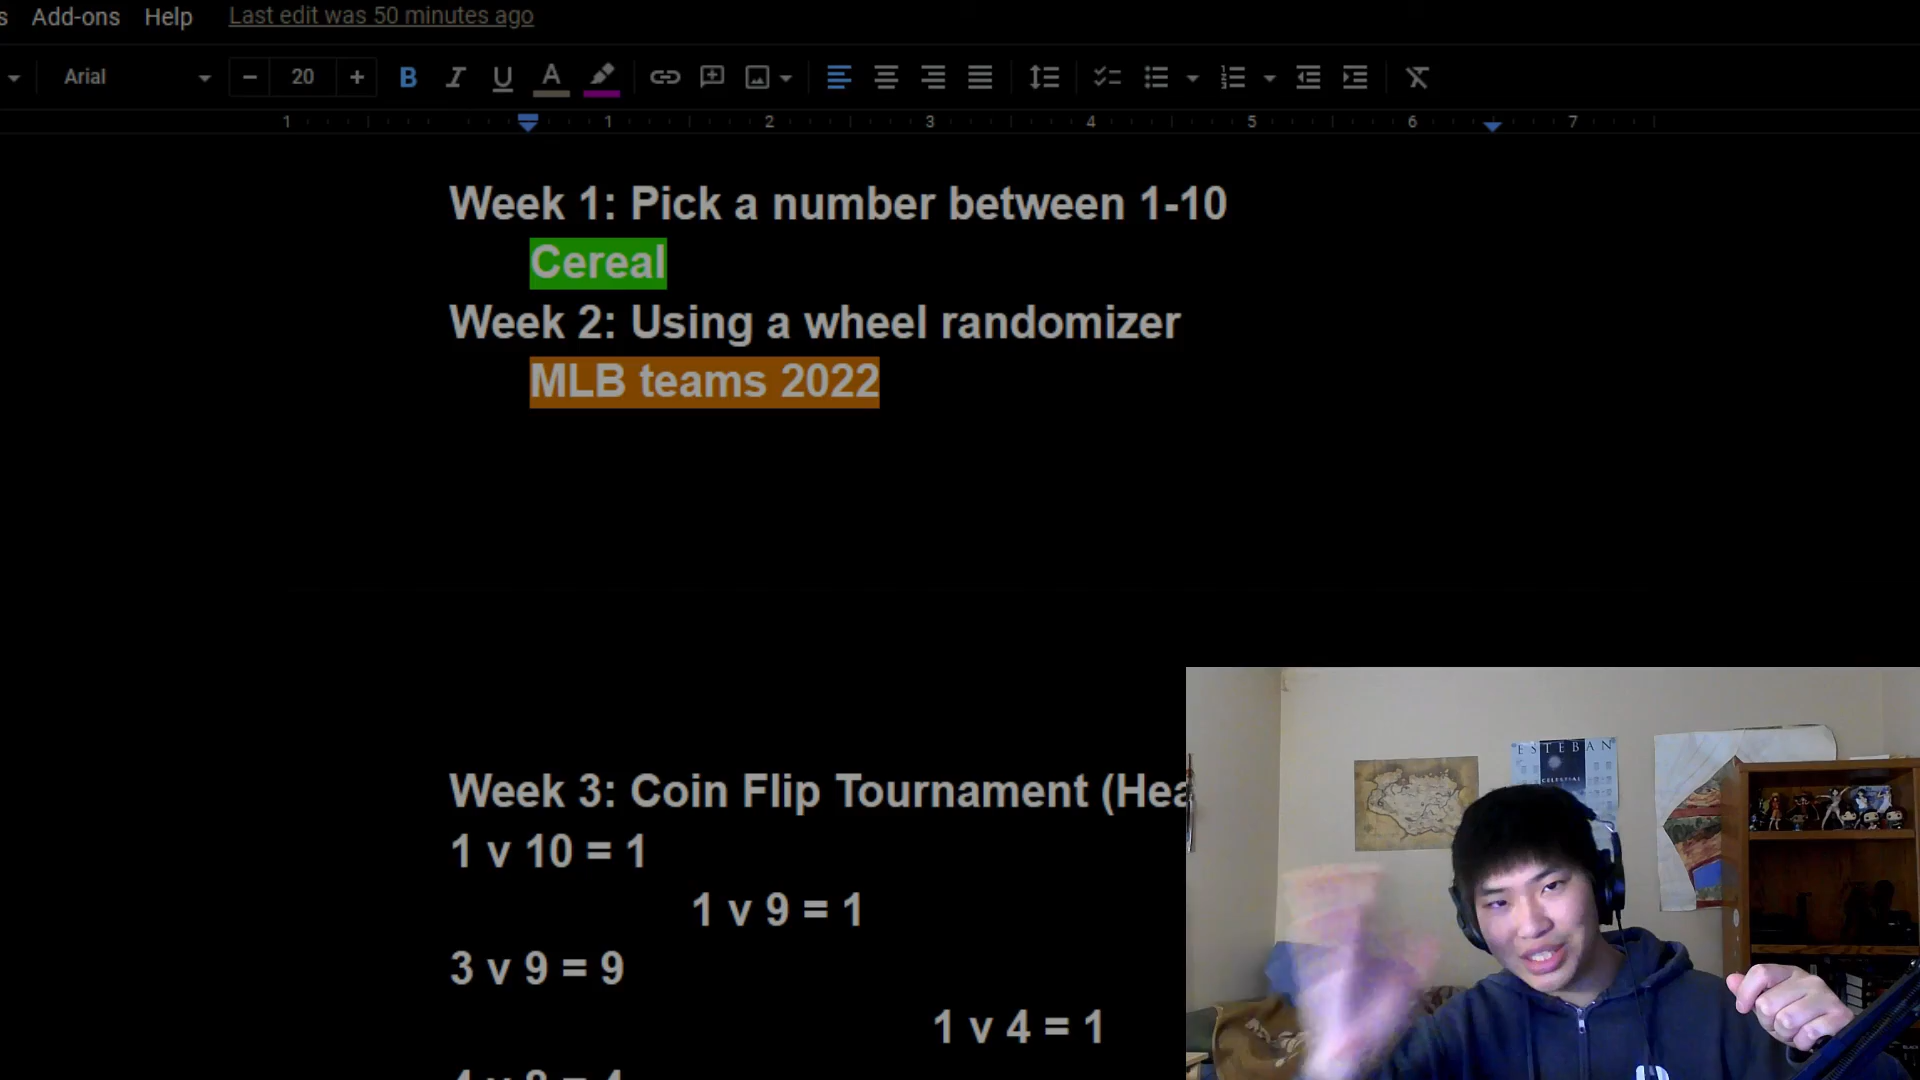 Add-ons Help Last edit was 50 minutes ago
Arial 20 B I U A
1 1 2 3 4 5 6 7
Week 1: Pick a number between 1-10
Cereal
Week 2: Using a wheel randomizer
MLB teams 2022
Week 3: Coin Flip Tournament (Hea
1 v 10 = 1
1 v 9 = 1
3 v 9 = 9
1 v 4 = 1
ESTEBAN
CELESTIAL